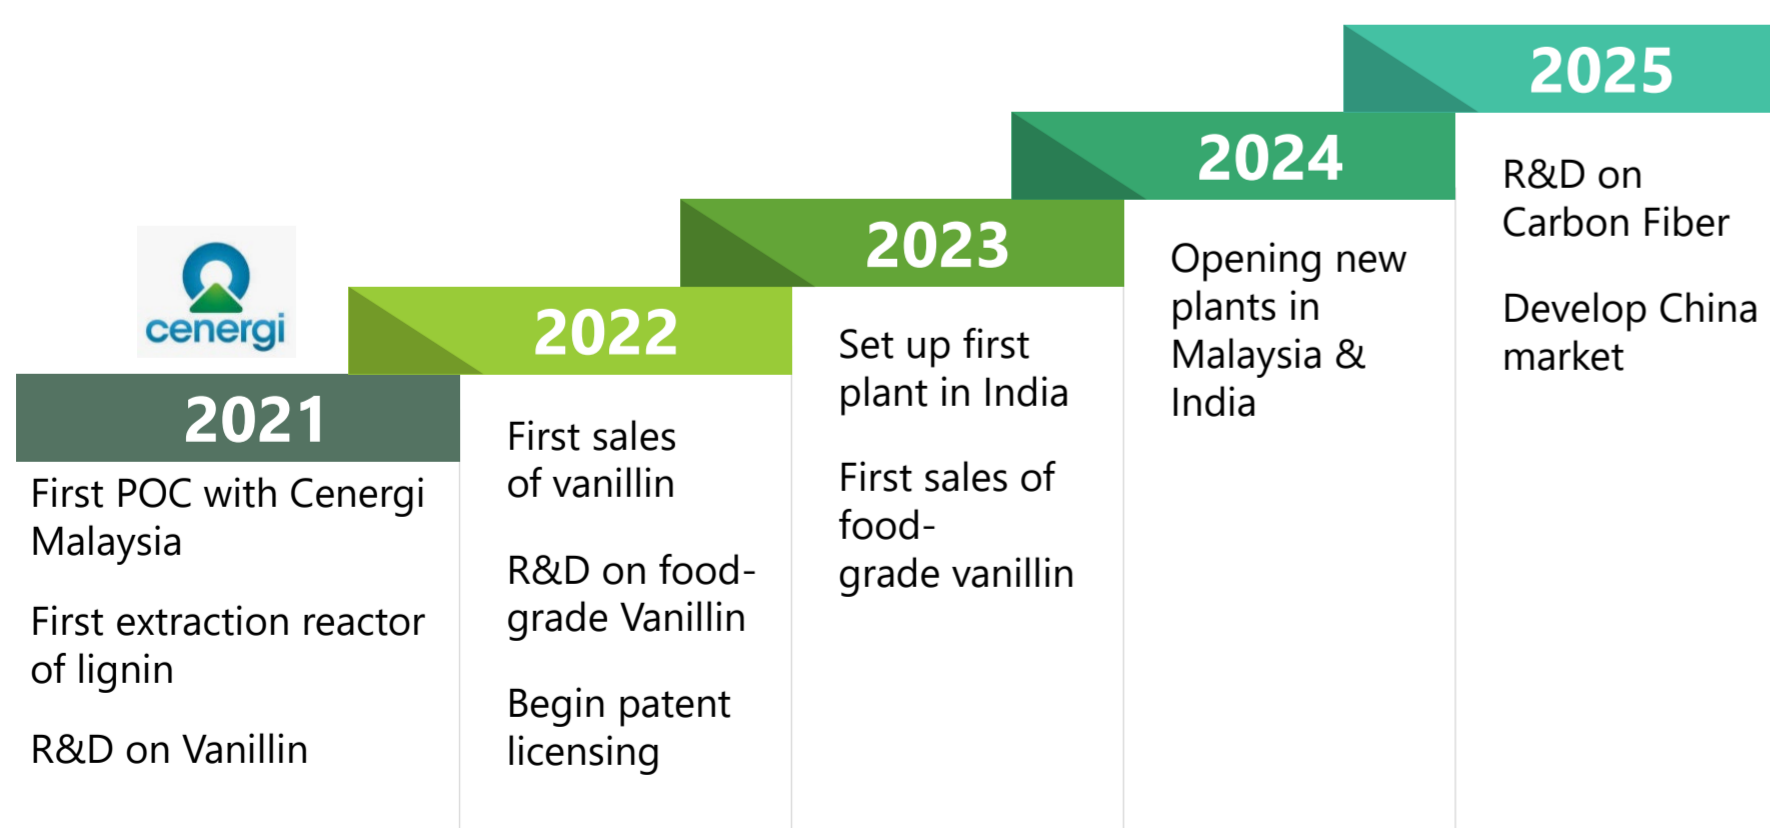 cenergi
2021
First POC with Cenergi
Malaysia
First extraction reactor
of lignin
R&D on Vanillin
2022
First sales
of vanillin
R&D on food-
grade Vanillin
Begin patent
licensing
2023
Set up first
plant in India
First sales of
food-
grade vanillin
2024
Opening new
plants in
Malaysia &
India
2025
R&D on
Carbon Fiber
Develop China
market